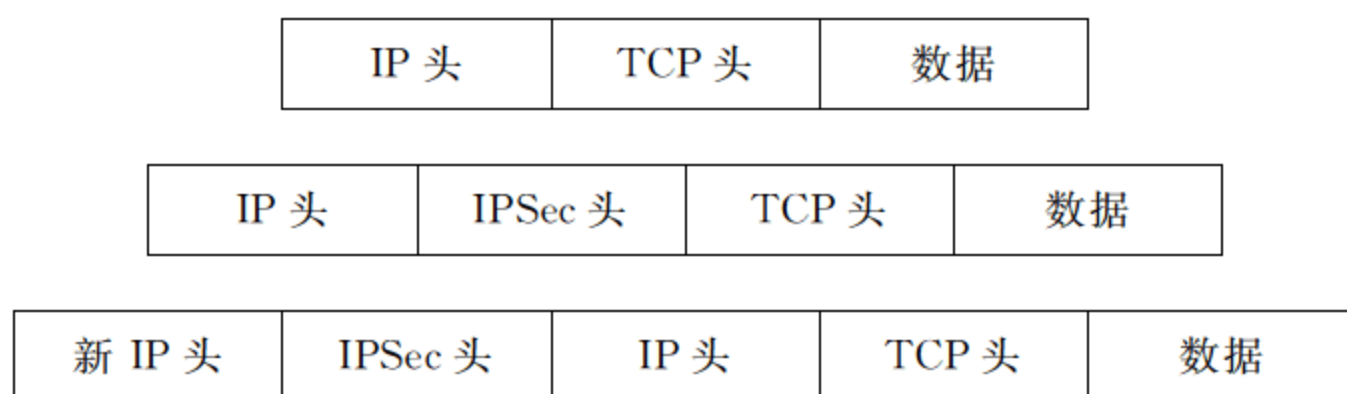 IP 头 TCP 头 数据
IP 头 IPSec 头 TCP 头 数据
新 IP 头 IPSec 头 IP 头 TCP 头 数据